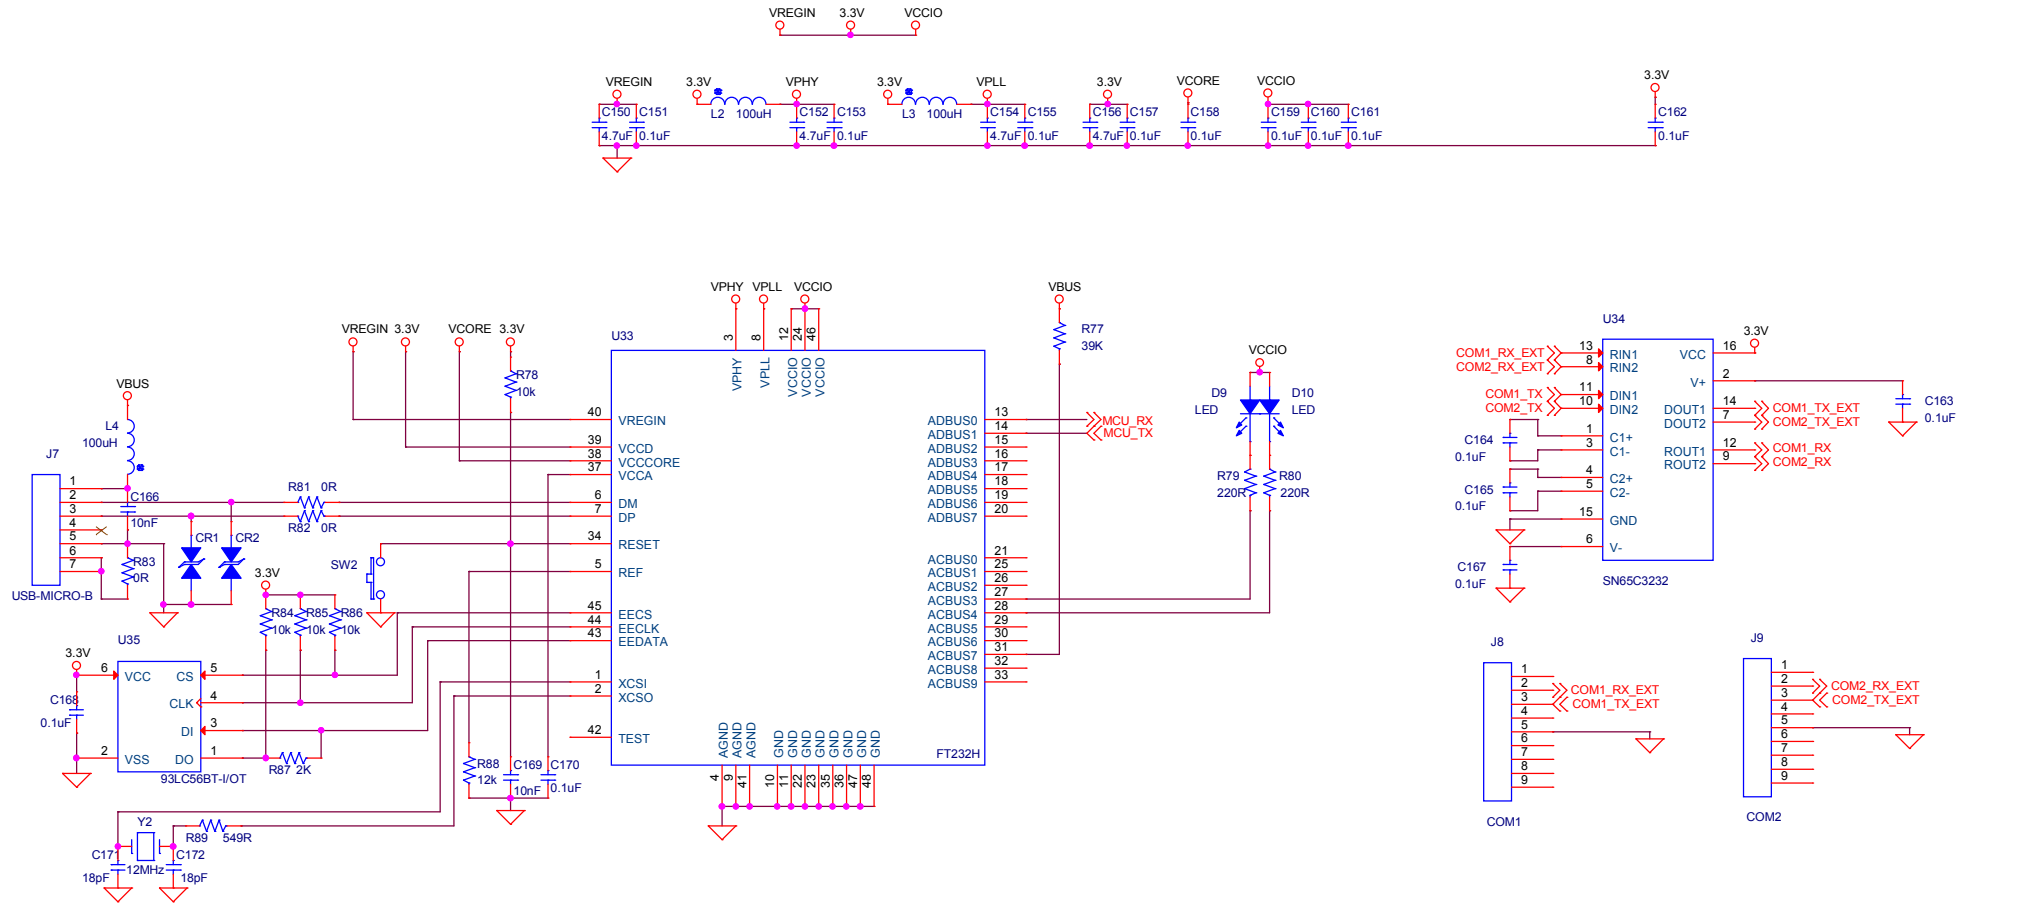 VREGIN 3.3V VCCIO
VREGIN 3.3V VPHY 3.3V VPLL 3.3V VCORE VCCIO 3.3V
C150 C151 L2 100uH C152 C153 L3 100uH C154 C155 C156 C157 C158 C159 C160 C161 C162
4.7uF 0.1uF 4.7uF 0.1uF 4.7uF 0.1uF 4.7uF 0.1uF 0.1uF 0.1uF 0.1uF 0.1uF 0.1uF
VPHY VPLL VCCIO
VREGIN 3.3V VCORE 3.3V
R78
10k
U33
3 VPHY
8 VPLL
12 VCCIO
24 VCCIO
46 VCCIO
40 VREGIN
39 VCCD
38 VCCCORE
37 VCCA
6 DM
7 DP
34 RESET
5 REF
45 EECS
44 EECLK
43 EEDATA
1 XCSI
2 XCSO
42 TEST
ADBUS0 13 MCU_RX
ADBUS1 14 MCU_TX
ADBUS2 15
ADBUS3 16
ADBUS4 17
ADBUS5 18
ADBUS6 19
ADBUS7 20
ACBUS0 21
ACBUS1 25
ACBUS2 26
ACBUS3 27
ACBUS4 28
ACBUS5 29
ACBUS6 30
ACBUS7 31
ACBUS8 32
ACBUS9 33
AGND 4
AGND 9
AGND 41
GND 10
GND 11
GND 22
GND 23
GND 35
GND 36
GND 47
GND 48
FT232H
VBUS
R77
39K
VCCIO
D9 D10
LED LED
R79 R80
220R 220R
VBUS
L4
100uH
J7
1
2
3
4
5
6
7
USB-MICRO-B
C166
10nF
R83
0R
CR1 CR2
R81 0R
R82 0R
SW2
3.3V
R84 R85 R86
10k 10k 10k
U35
3.3V
6 VCC CS 5
CLK 4
DI 3
2 VSS DO 1
93LC56BT-I/OT
C168
0.1uF
R87 2K
R88
12k
C169
10nF
C170
0.1uF
Y2
12MHz
R89 549R
C171
18pF
C172
18pF
U34
3.3V
COM1_RX_EXT 13 RIN1
COM2_RX_EXT 8 RIN2
COM1_TX 11 DIN1
COM2_TX 10 DIN2
1 C1+
3 C1-
4 C2+
5 C2-
15 GND
6 V-
VCC 16
V+ 2
DOUT1 14 COM1_TX_EXT
DOUT2 7 COM2_TX_EXT
ROUT1 12 COM1_RX
ROUT2 9 COM2_RX
SN65C3232
C163
0.1uF
C164
0.1uF
C165
0.1uF
C167
0.1uF
J8
1
2 COM1_RX_EXT
3 COM1_TX_EXT
4
5
6
7
8
9
COM1
J9
1
2 COM2_RX_EXT
3 COM2_TX_EXT
4
5
6
7
8
9
COM2